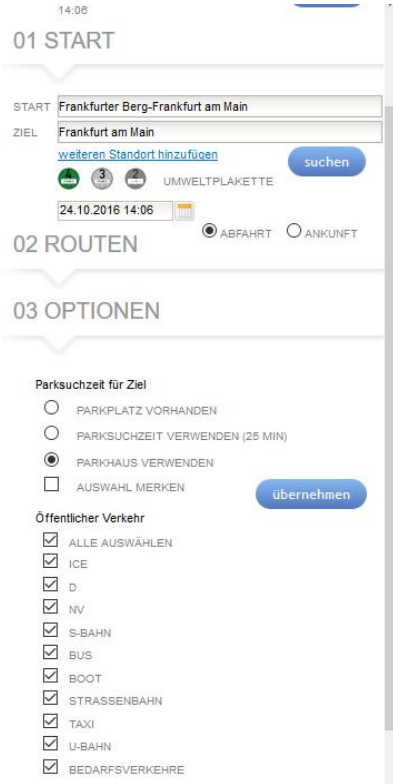 14:06
01 START
START Frankfurter Berg-Frankfurt am Main
ZIEL Frankfurt am Main
weiteren Standort hinzufügen
suchen
4 3 2 UMWELTPLAKETTE
24.10.2016 14:06
ABFAHRT ANKUNFT
02 ROUTEN
03 OPTIONEN
Parksuchzeit für Ziel
PARKPLATZ VORHANDEN
PARKSUCHZEIT VERWENDEN (25 MIN)
PARKHAUS VERWENDEN
AUSWAHL MERKEN
übernehmen
Öffentlicher Verkehr
ALLE AUSWÄHLEN
ICE
D
NV
S-BAHN
BUS
BOOT
STRASSENBAHN
TAXI
U-BAHN
BEDARFSVERKEHRE